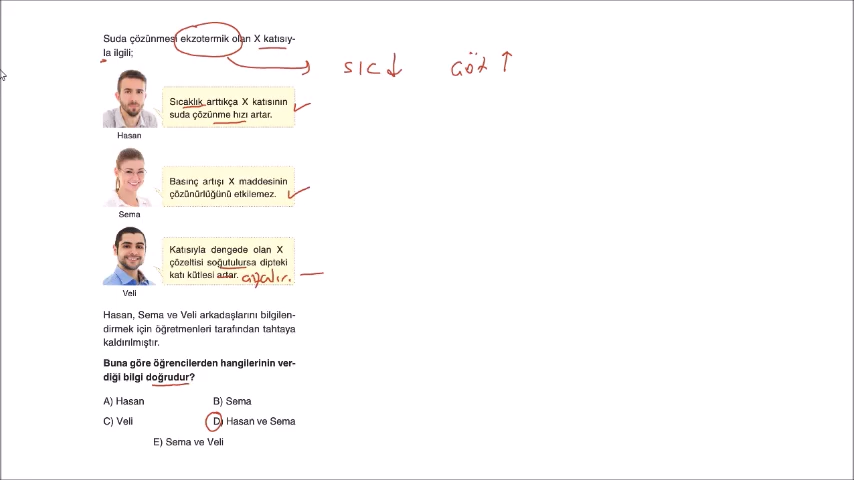 Suda çözünmesi ekzotermik olan X katısıy-
la ilgili;
sıc↓ çöz↑
Sıcaklık arttıkça X katısının
suda çözünme hızı artar.
Hasan
Basınç artışı X maddesinin
çözünürlüğünü etkilemez.
Sema
Katısıyla dengede olan X
çözeltisi soğutulursa dipteki
katı kütlesi artar. azalır.
Veli
Hasan, Sema ve Veli arkadaşlarını bilgilen-
dirmek için öğretmenleri tarafından tahtaya
kaldırılmıştır.
Buna göre öğrencilerden hangilerinin ver-
diği bilgi doğrudur?
A) Hasan B) Sema
C) Veli D) Hasan ve Sema
E) Sema ve Veli